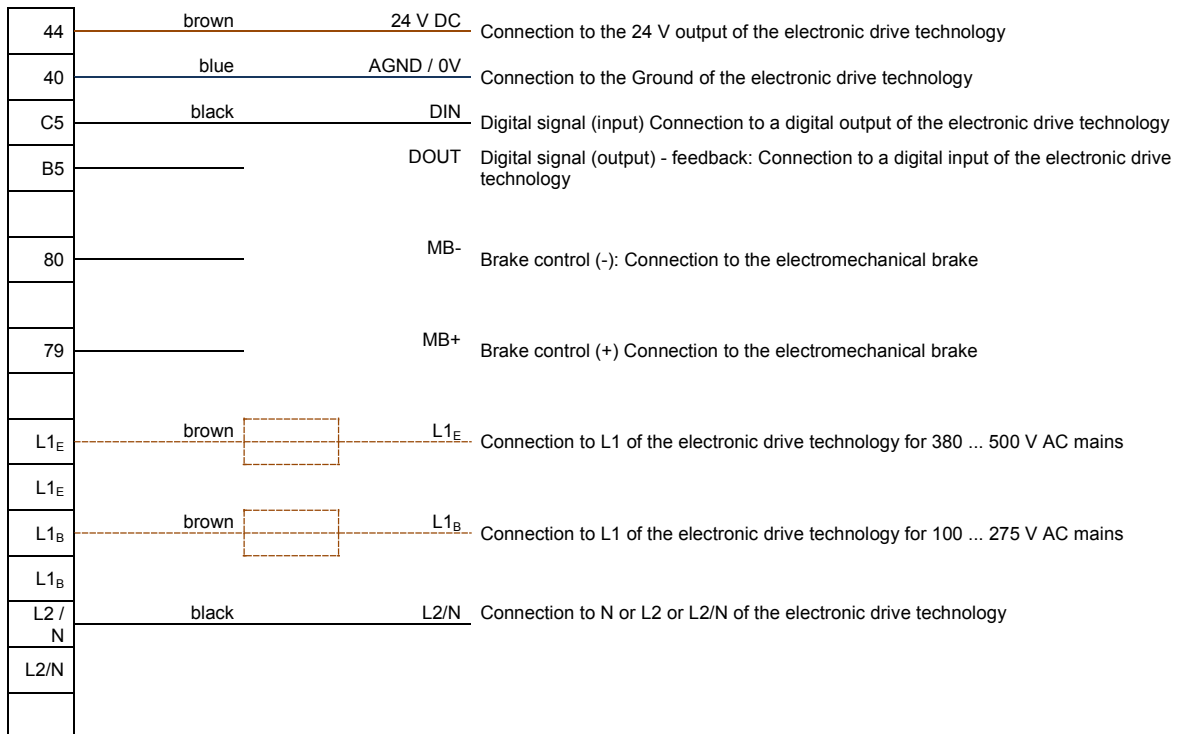 44 brown 24 V DC Connection to the 24 V output of the electronic drive technology
40 blue AGND / 0V Connection to the Ground of the electronic drive technology
C5 black DIN Digital signal (input) Connection to a digital output of the electronic drive technology
B5 DOUT Digital signal (output) - feedback: Connection to a digital input of the electronic drive
technology
80 MB- Brake control (-): Connection to the electromechanical brake
79 MB+ Brake control (+) Connection to the electromechanical brake
L1E brown L1E Connection to L1 of the electronic drive technology for 380 ... 500 V AC mains
L1E
L1B brown L1B Connection to L1 of the electronic drive technology for 100 ... 275 V AC mains
L1B
L2 / black L2/N Connection to N or L2 or L2/N of the electronic drive technology
N
L2/N